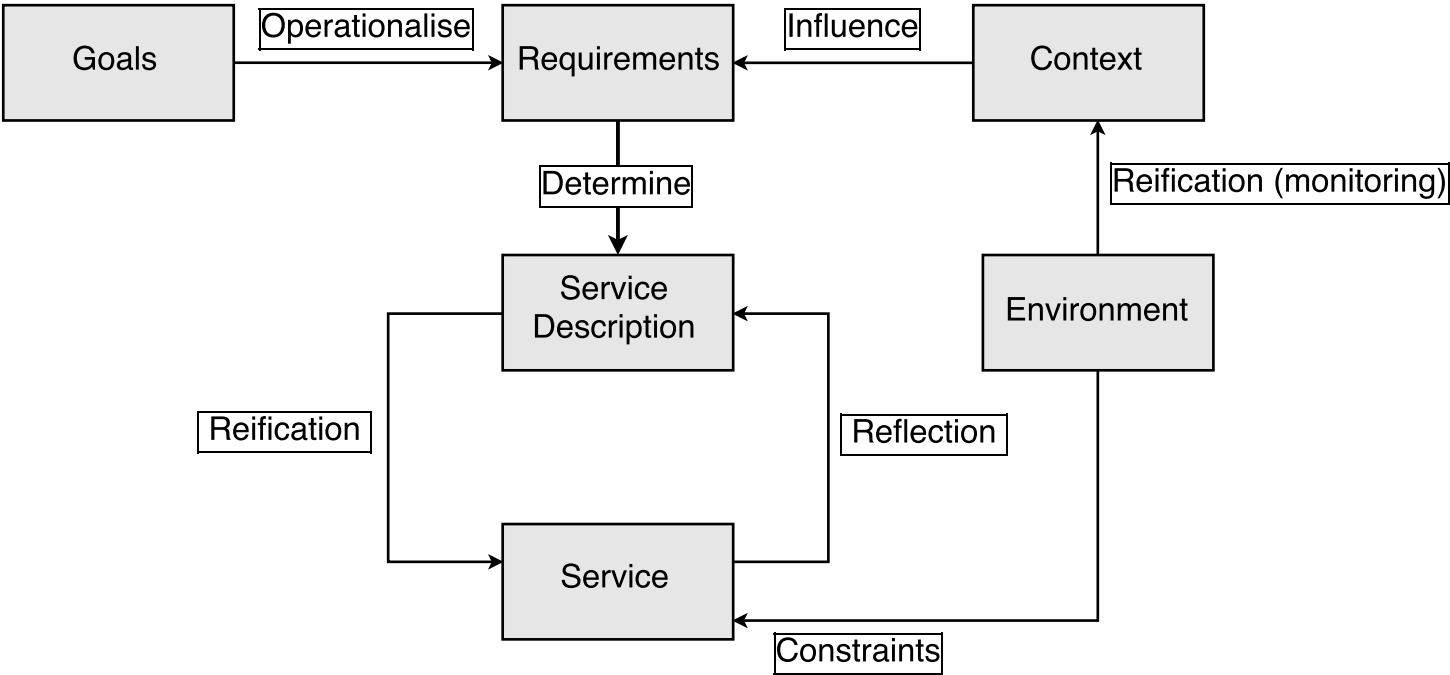 Operationalise
Influence
Goals
Requirements
Context
Determine
Reification (monitoring)
Service
Description
Environment
Reification
Reflection
Service
Constraints